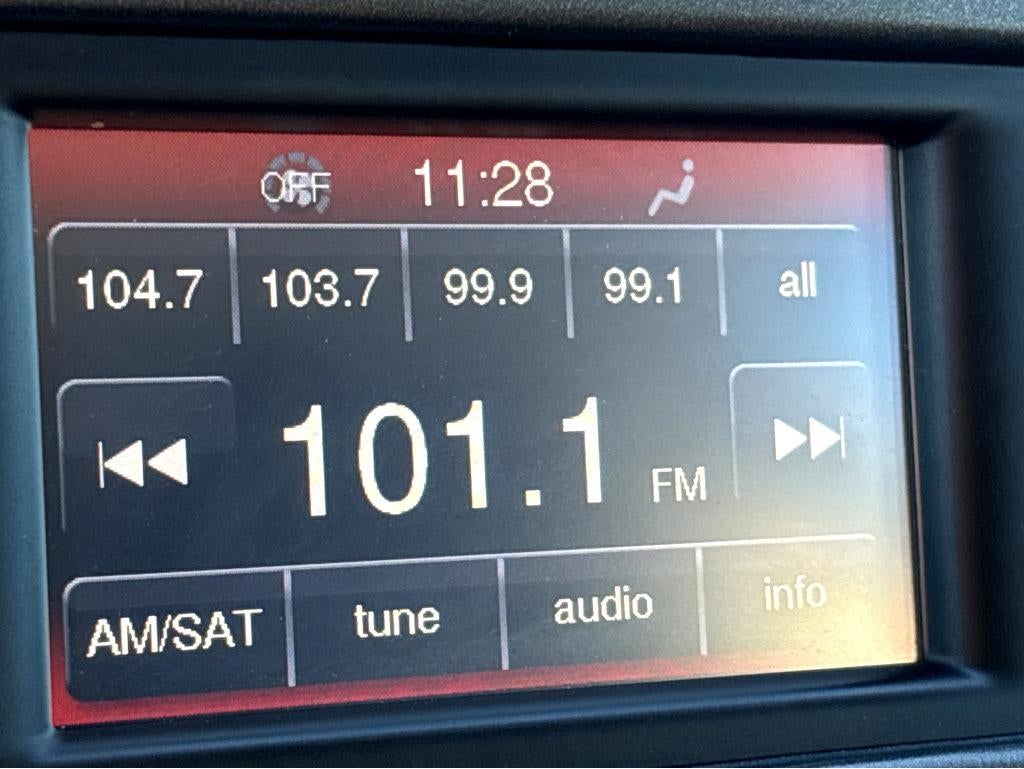 OFF 11:28
104.7 103.7 99.9 99.1 all
101.1 FM
AM/SAT tune audio info